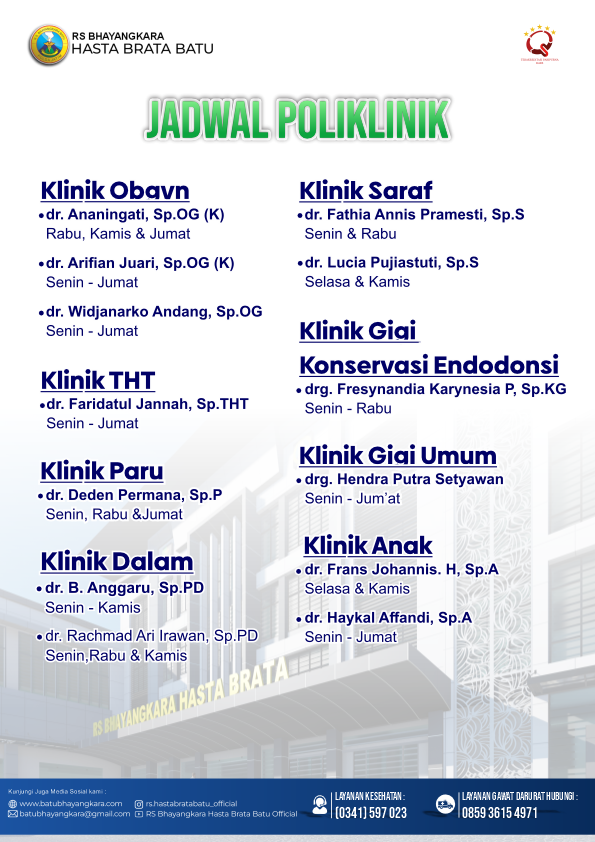 RS BHAYANGKARA
HASTA BRATA BATU
JADWAL POLIKLINIK
Klinik Obgyn
dr. Ananingati, Sp.OG (K)
Rabu, Kamis & Jumat
dr. Arifian Juari, Sp.OG (K)
Senin - Jumat
dr. Widjanarko Andang, Sp.OG
Senin - Jumat
Klinik THT
dr. Faridatul Jannah, Sp.THT
Senin - Jumat
Klinik Paru
dr. Deden Permana, Sp.P
Senin, Rabu &Jumat
Klinik Dalam
dr. B. Anggaru, Sp.PD
Senin - Kamis
dr. Rachmad Ari Irawan, Sp.PD
Senin,Rabu & Kamis
Klinik Saraf
dr. Fathia Annis Pramesti, Sp.S
Senin & Rabu
dr. Lucia Pujiastuti, Sp.S
Selasa & Kamis
Klinik Gigi
Konservasi Endodonsi
drg. Fresynandia Karynesia P, Sp.KG
Senin - Rabu
Klinik Gigi Umum
drg. Hendra Putra Setyawan
Senin - Jum'at
Klinik Anak
dr. Frans Johannis. H, Sp.A
Selasa & Kamis
dr. Haykal Affandi, Sp.A
Senin - Jumat
RS BHAYANGKARA HASTA BRATA
Kunjungi Juga Media Sosial kami :
www.batubhayangkara.com
rs.hastabratabatu_official
batubhayangkara@gmail.com
RS Bhayangkara Hasta Brata Batu Official
LAYANAN KESEHATAN :
(0341) 597 023
LAYANAN GAWAT DARURAT HUBUNGI :
0859 3615 4971